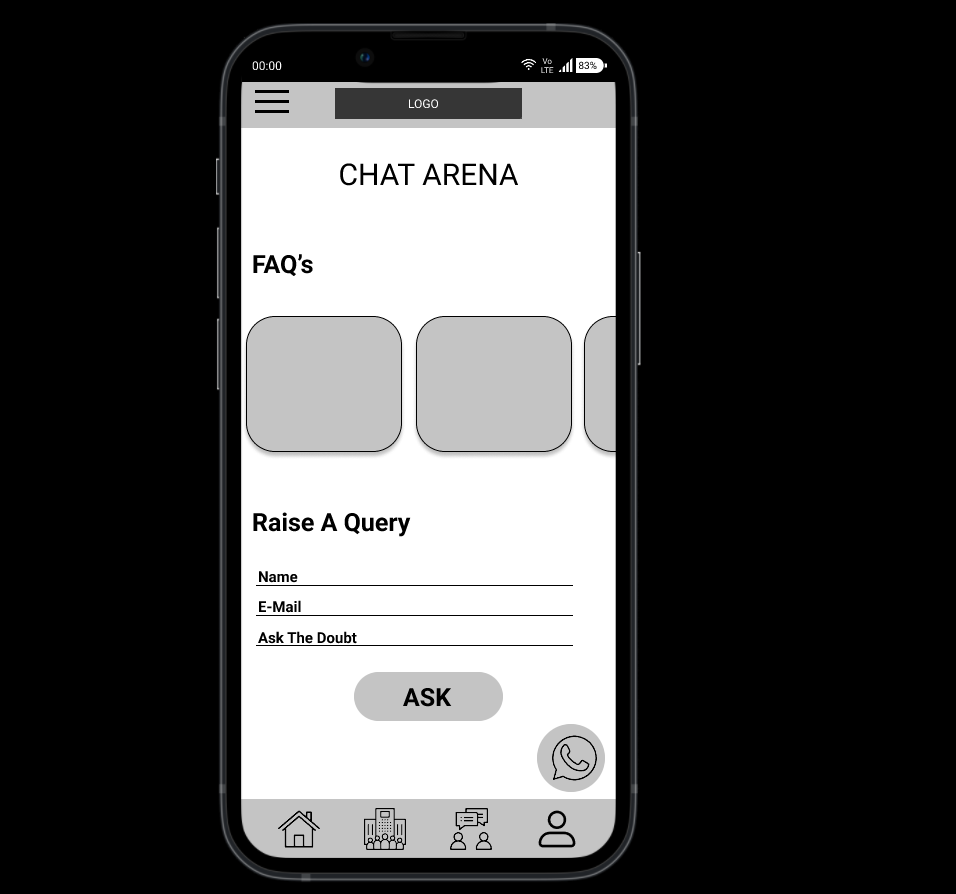 00:00
Vo
LTE
83%
LOGO
CHAT ARENA
FAQ’s
Raise A Query
Name
E-Mail
Ask The Doubt
ASK